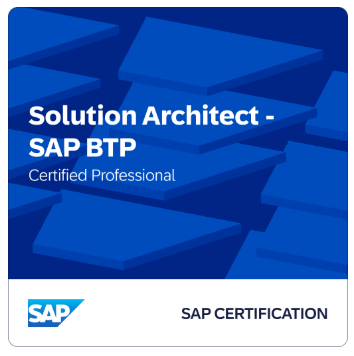 Solution Architect -
SAP BTP
Certified Professional
SAP
SAP CERTIFICATION